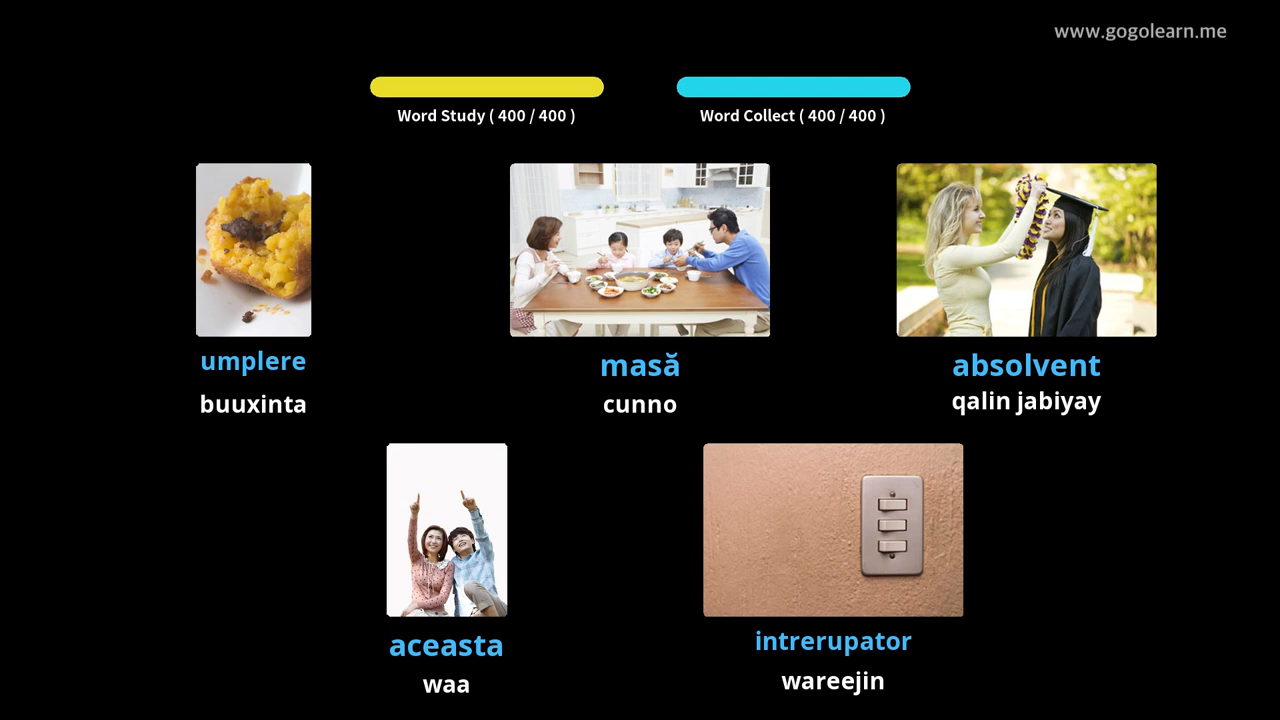 www.gogolearn.me
Word Study ( 400 / 400 )
Word Collect ( 400 / 400 )
umplere
buuxinta
masă
cunno
absolvent
qalin jabiyay
aceasta
waa
intrerupator
wareejin